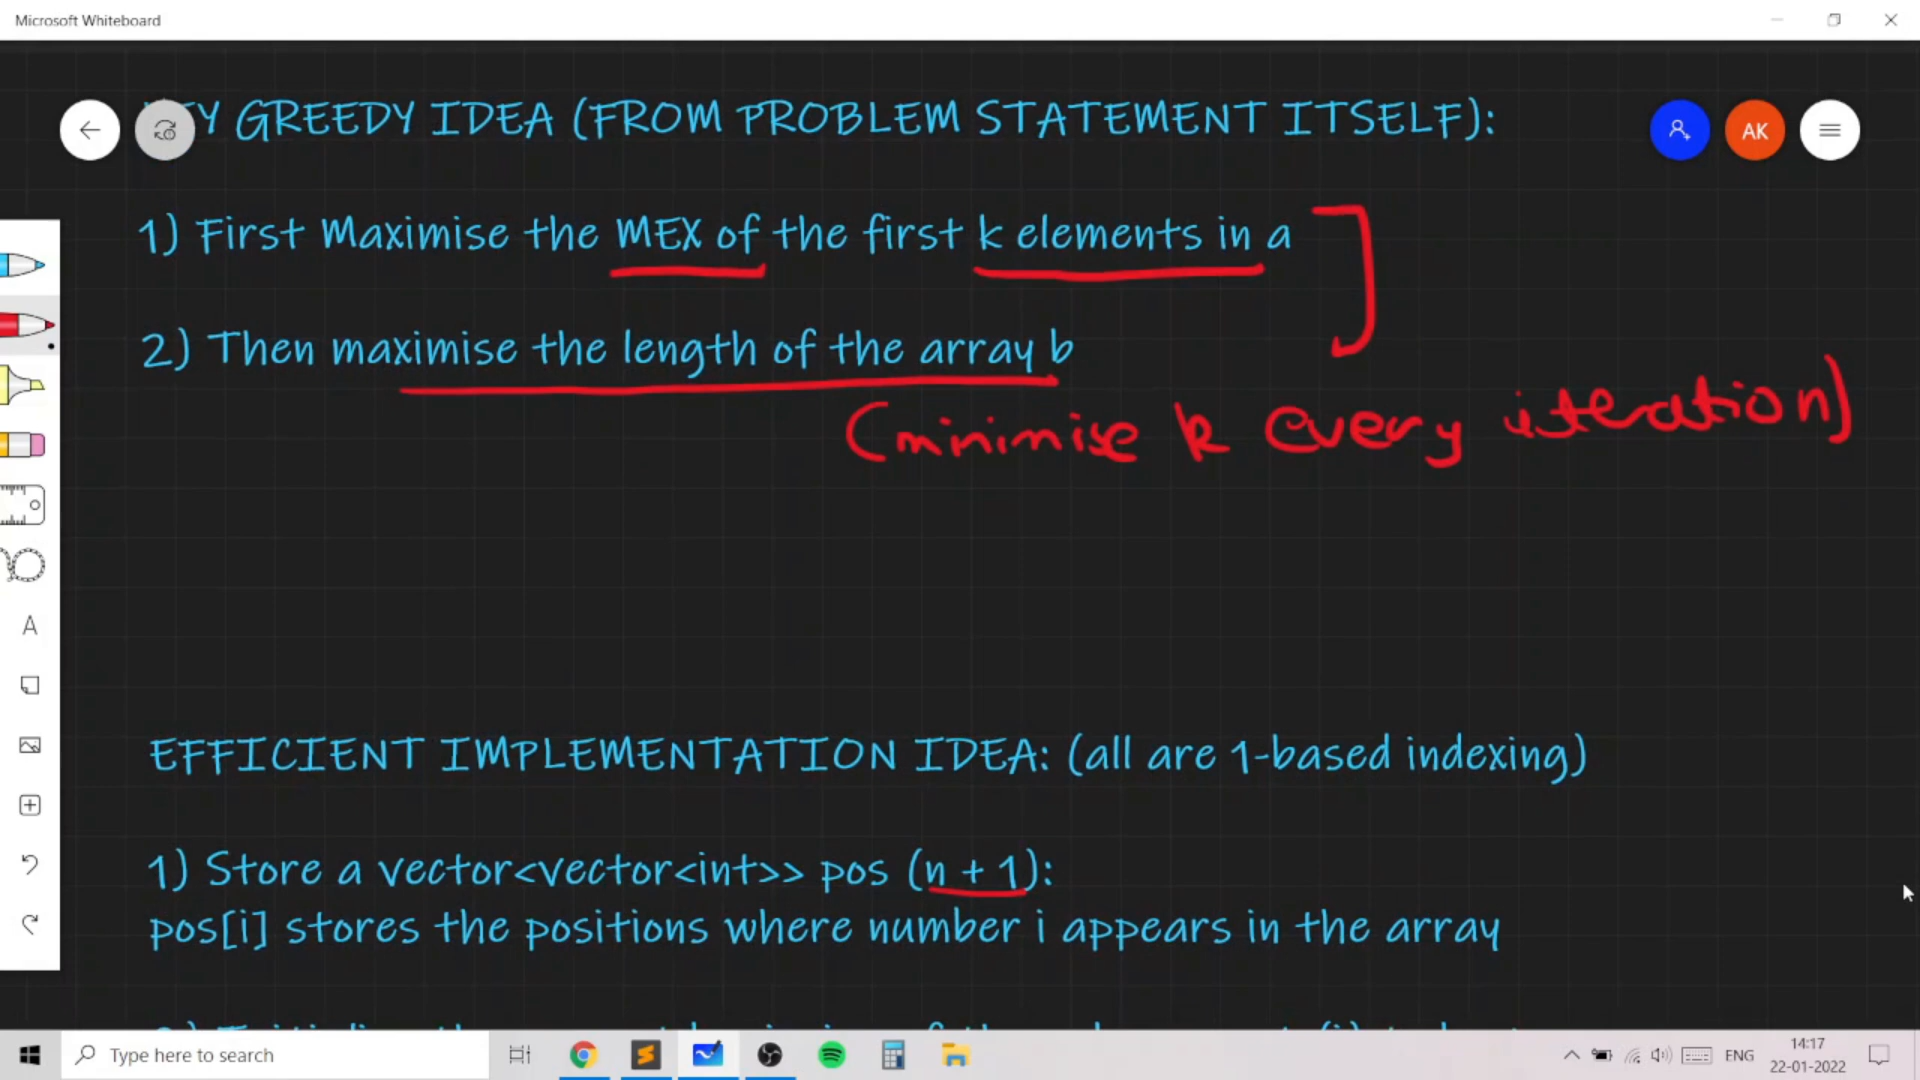 Microsoft Whiteboard
GREEDY IDEA (FROM PROBLEM STATEMENT ITSELF):
AK
1) First Maximise the MEX of the first k elements in a
2) Then maximise the length of the array b
(minimise k every iteration)
A
EFFICIENT IMPLEMENTATION IDEA: (all are 1-based indexing)
1) Store a vector<vector<int>> pos (n + 1):
pos[i] stores the positions where number i appears in the array
Type here to search
ENG
14:17
22-01-2022